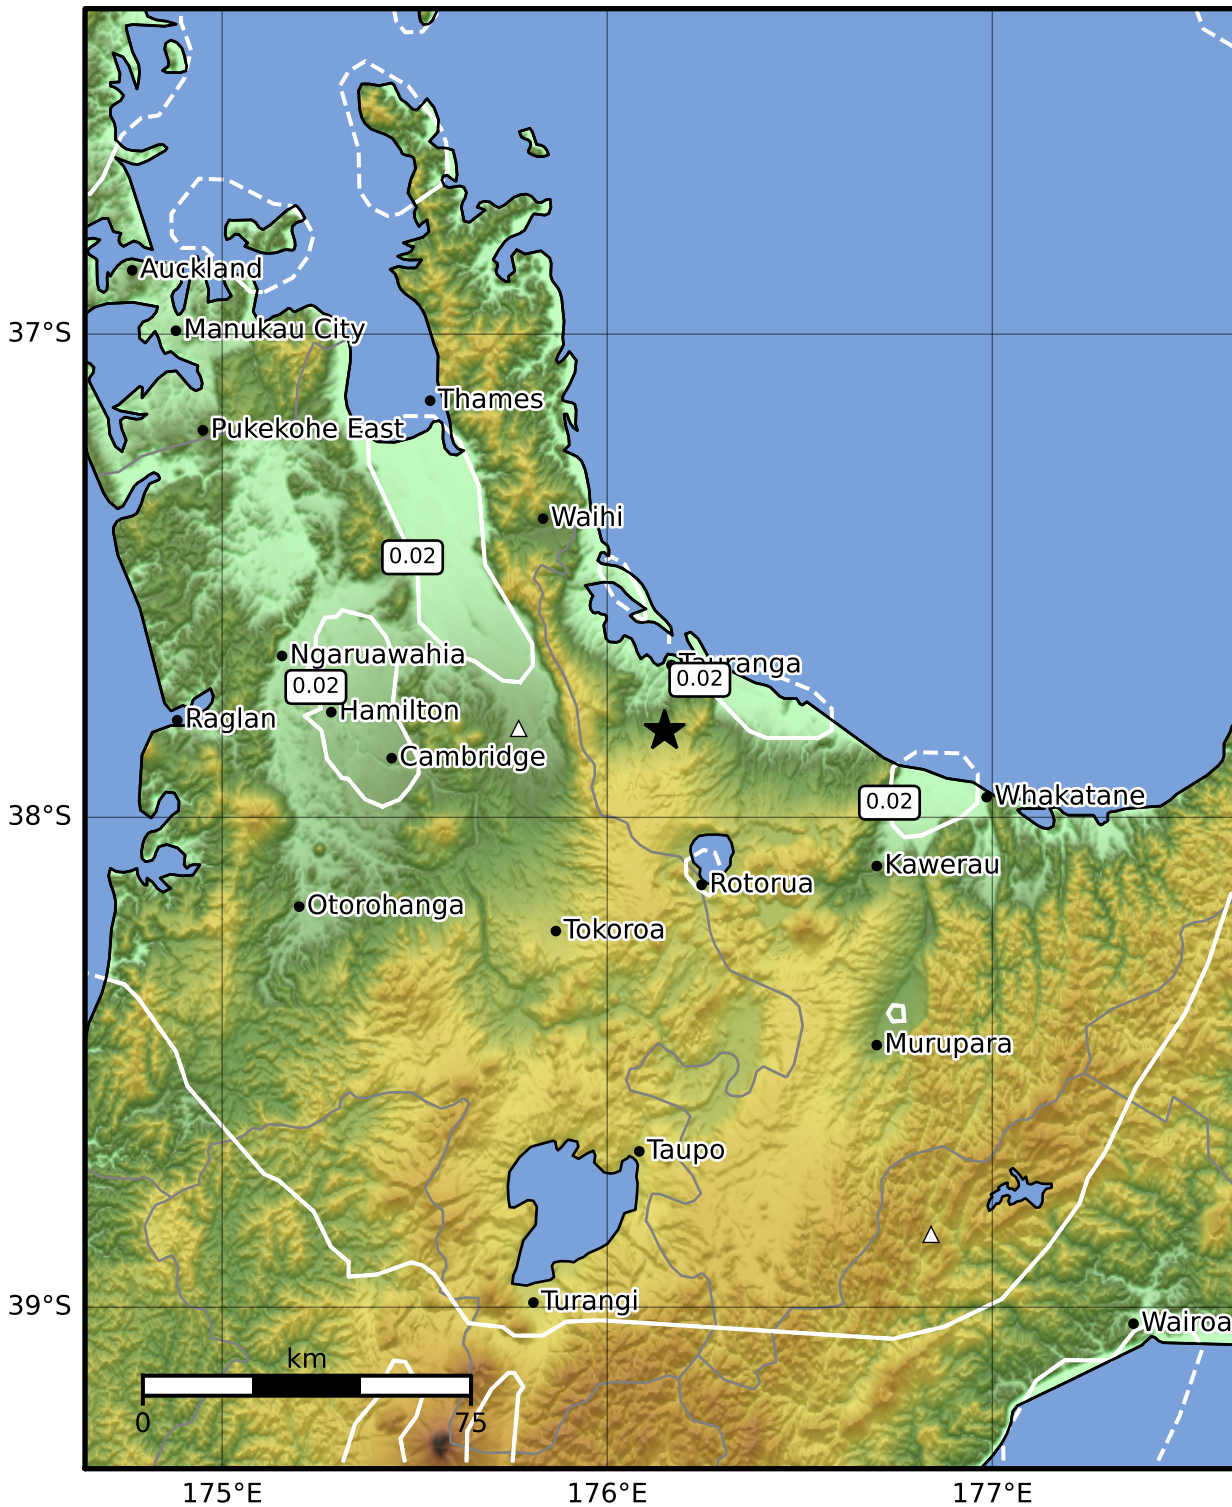 Auckland
Manukau City
37°S
Thames
Pukekohe East
Waihi
0.02
Ngaruawahia
Tauranga
0.02
0.02
Hamilton
Raglan
Cambridge
Whakatane
0.02
38°S
Kawerau
Rotorua
Otorohanga
Tokoroa
Murupara
Taupo
39°S
Turangi
Wairoa
km
0
75
175°E
176°E
177°E